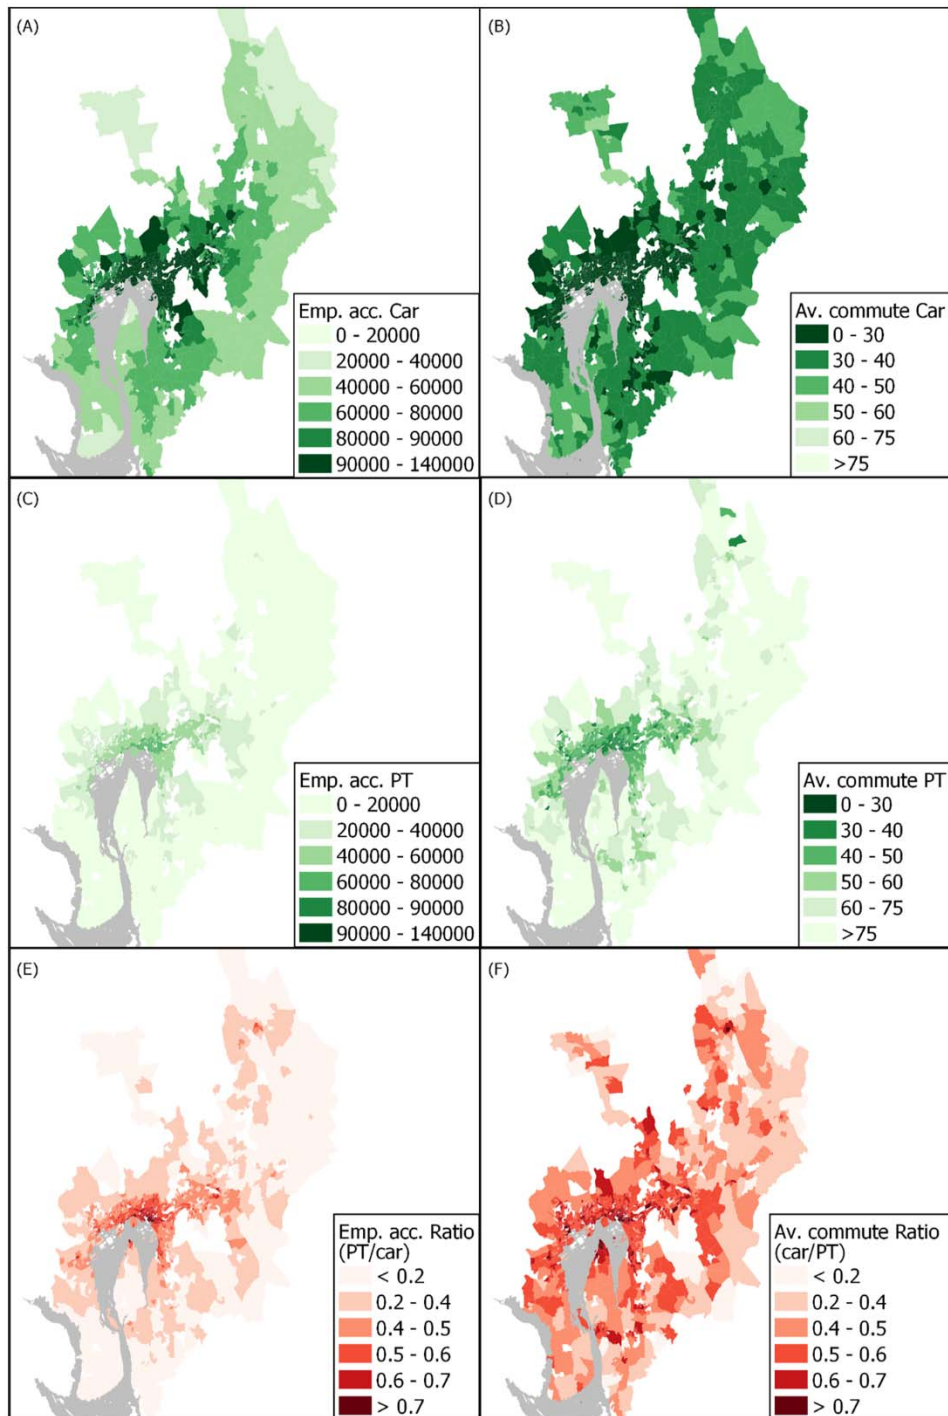 (A)
Emp. acc. Car
0 - 20000
20000 - 40000
40000 - 60000
60000 - 80000
80000 - 90000
90000 - 140000
(B)
Av. commute Car
0 - 30
30 - 40
40 - 50
50 - 60
60 - 75
>75
(C)
Emp. acc. PT
0 - 20000
20000 - 40000
40000 - 60000
60000 - 80000
80000 - 90000
90000 - 140000
(D)
Av. commute PT
0 - 30
30 - 40
40 - 50
50 - 60
60 - 75
>75
(E)
Emp. acc. Ratio
(PT/car)
< 0.2
0.2 - 0.4
0.4 - 0.5
0.5 - 0.6
0.6 - 0.7
> 0.7
(F)
Av. commute Ratio
(car/PT)
< 0.2
0.2 - 0.4
0.4 - 0.5
0.5 - 0.6
0.6 - 0.7
> 0.7